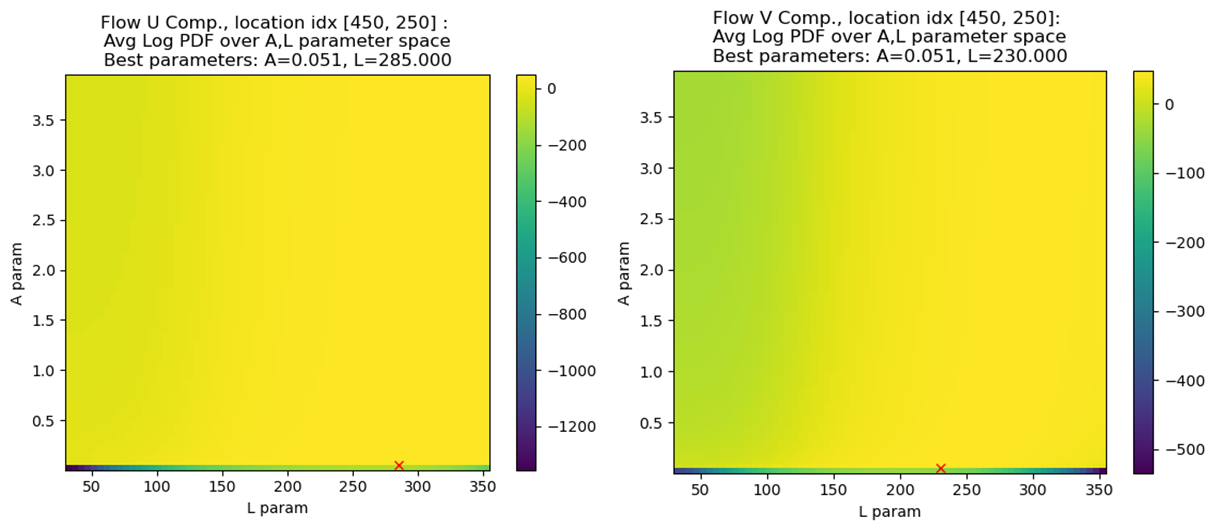 Flow U Comp., location idx [450, 250] :
Avg Log PDF over A,L parameter space
Best parameters: A=0.051, L=285.000
A param
3.5
3.0
2.5
2.0
1.5
1.0
0.5
50 100 150 200 250 300 350
L param
0
−200
−400
−600
−800
−1000
−1200
Flow V Comp., location idx [450, 250]:
Avg Log PDF over A,L parameter space
Best parameters: A=0.051, L=230.000
A param
3.5
3.0
2.5
2.0
1.5
1.0
0.5
50 100 150 200 250 300 350
L param
0
−100
−200
−300
−400
−500